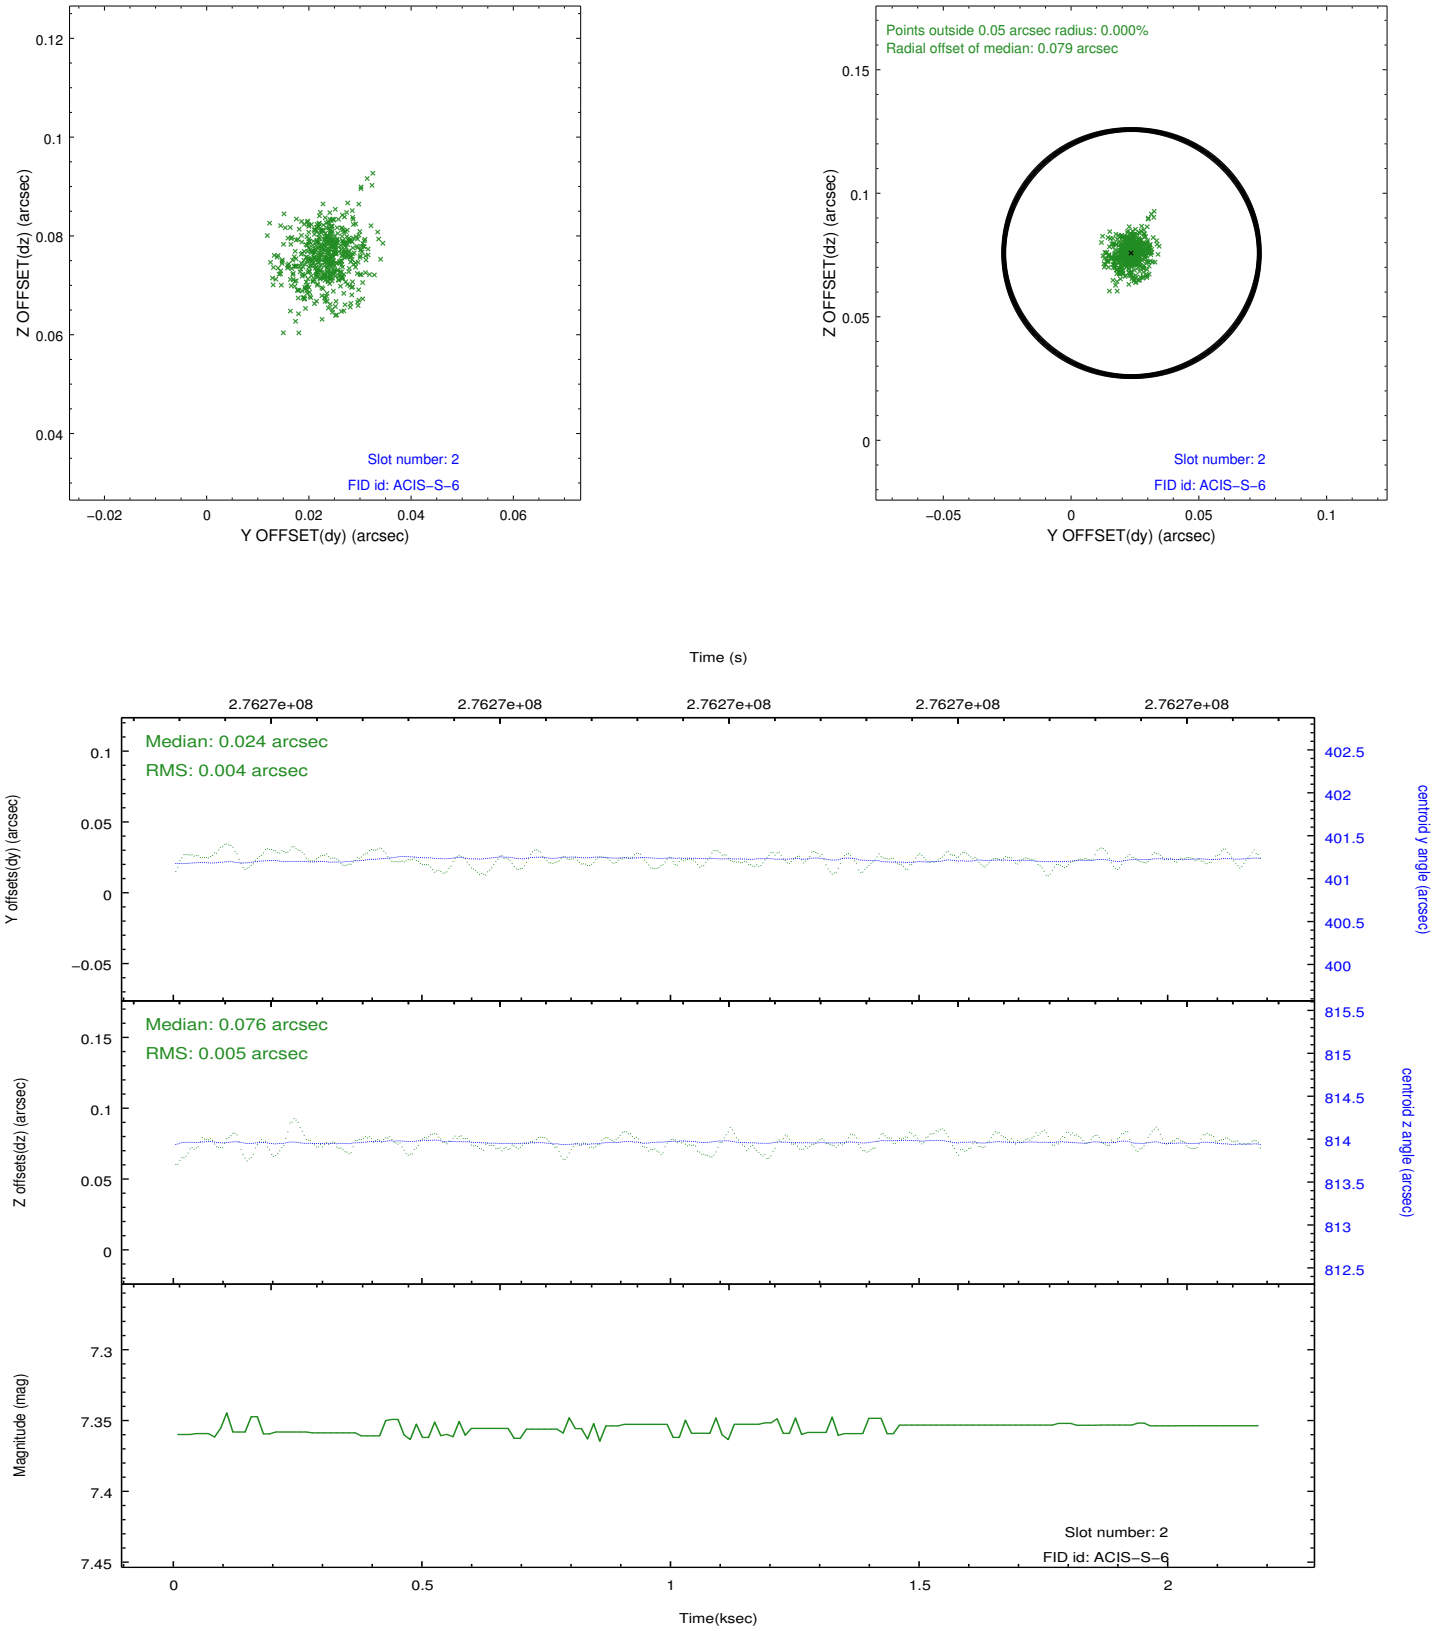 0.12
0.1
0.08
0.06
0.04
Z OFFSET(dz) (arcsec)
Slot number: 2
FID id: ACIS−S−6
−0.02 0 0.02 0.04 0.06
Y OFFSET(dy) (arcsec)
Points outside 0.05 arcsec radius: 0.000%
Radial offset of median: 0.079 arcsec
0.15
0.1
0.05
0
Z OFFSET(dz) (arcsec)
Slot number: 2
FID id: ACIS−S−6
−0.05 0 0.05 0.1
Y OFFSET(dy) (arcsec)
Time (s)
2.7627e+08 2.7627e+08 2.7627e+08 2.7627e+08 2.7627e+08
Median: 0.024 arcsec
RMS: 0.004 arcsec
0.1
0.05
0
−0.05
Y offsets(dy) (arcsec)
402.5
402
401.5
401
400.5
400
centroid y angle (arcsec)
Median: 0.076 arcsec
RMS: 0.005 arcsec
0.15
0.1
0.05
0
Z offsets(dz) (arcsec)
815.5
815
814.5
814
813.5
813
812.5
centroid z angle (arcsec)
7.3
7.35
7.4
7.45
Magnitude (mag)
Slot number: 2
FID id: ACIS−S−6
0 0.5 1 1.5 2
Time(ksec)